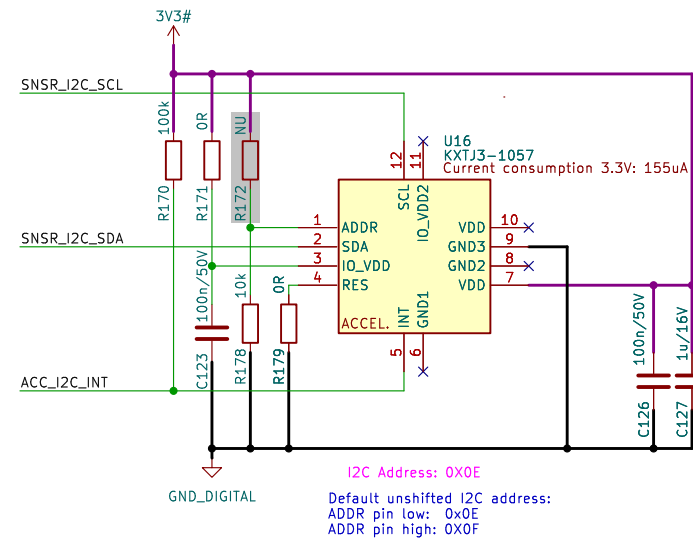 3V3#
SNSR_I2C_SCL
100k
0R
NU
R170
R171
R172
U16
KXTJ3-1057
Current consumption 3.3V: 155uA
12
11
SCL
IO_VDD2
1
ADDR
VDD
10
SNSR_I2C_SDA
2
SDA
GND3
9
3
IO_VDD
GND2
8
4
RES
VDD
7
100n/50V
10k
0R
ACCEL.
INT
GND1
5
6
C123
R178
R179
100n/50V
1u/16V
C126
C127
ACC_I2C_INT
GND_DIGITAL
I2C Address: 0X0E
Default unshifted I2C address:
ADDR pin low: 0x0E
ADDR pin high: 0X0F